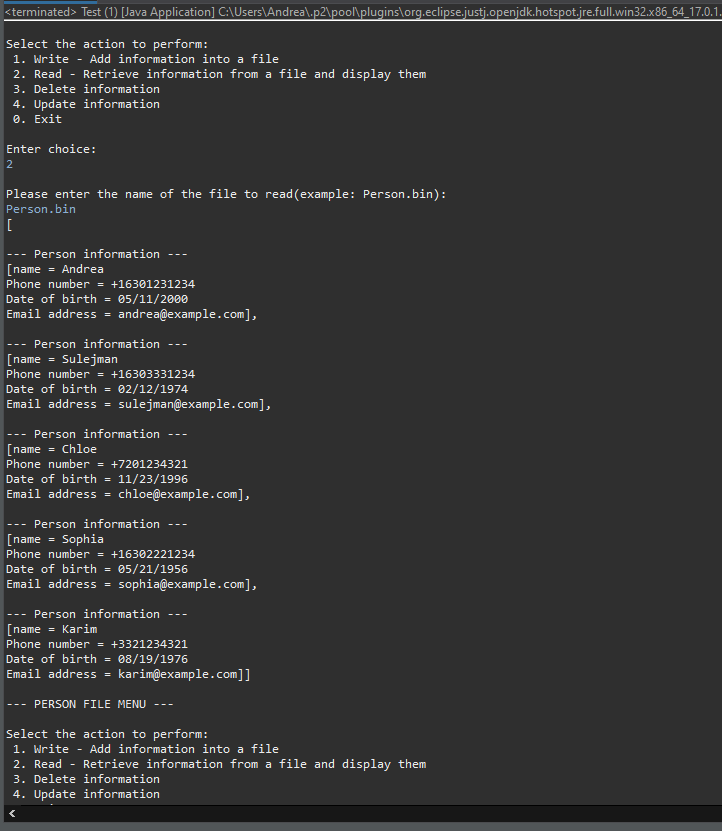 <terminated> Test (1) [Java Application] C:\Users\Andrea\.p2\pool\plugins\org.eclipse.justj.openjdk.hotspot.jre.full.win32.x86_64_17.0.1.
Select the action to perform:
1. Write - Add information into a file
2. Read - Retrieve information from a file and display them
3. Delete information
4. Update information
0. Exit
Enter choice:
2
Please enter the name of the file to read(example: Person.bin):
Person.bin
[
--- Person information ---
[name = Andrea
Phone number = +16301231234
Date of birth = 05/11/2000
Email address = andrea@example.com],
--- Person information ---
[name = Sulejman
Phone number = +16303331234
Date of birth = 02/12/1974
Email address = sulejman@example.com],
--- Person information ---
[name = Chloe
Phone number = +7201234321
Date of birth = 11/23/1996
Email address = chloe@example.com],
--- Person information ---
[name = Sophia
Phone number = +16302221234
Date of birth = 05/21/1956
Email address = sophia@example.com],
--- Person information ---
[name = Karim
Phone number = +3321234321
Date of birth = 08/19/1976
Email address = karim@example.com]]
--- PERSON FILE MENU ---
Select the action to perform:
1. Write - Add information into a file
2. Read - Retrieve information from a file and display them
3. Delete information
4. Update information